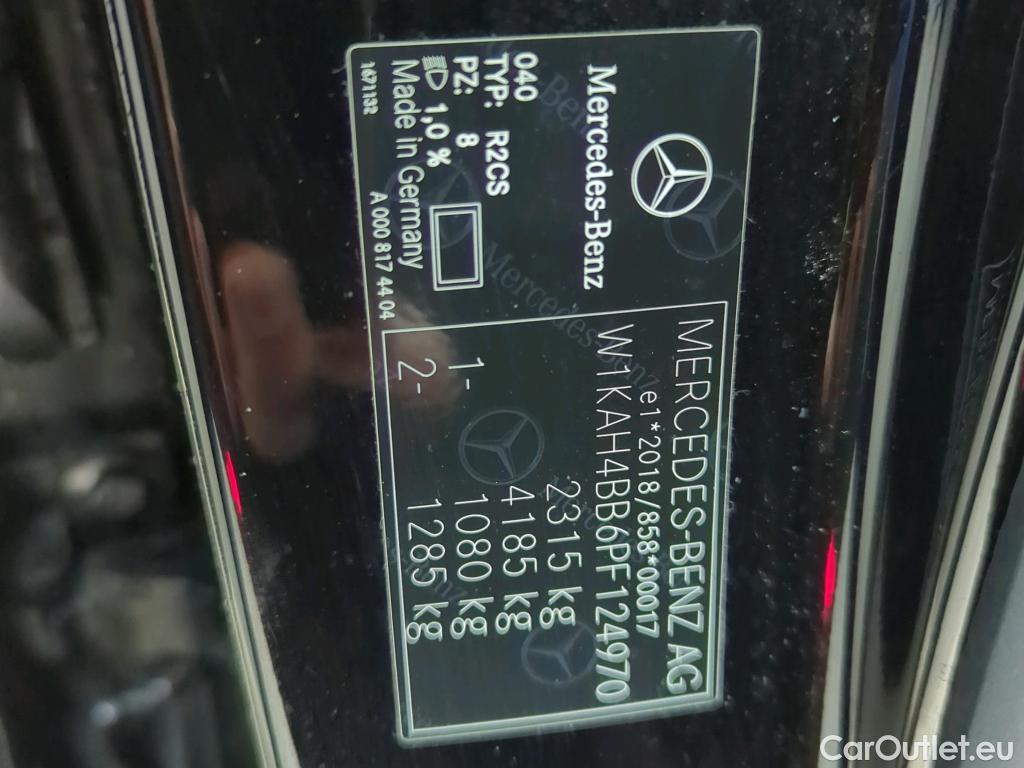 Mercedes-Benz
040
TYP: R2CS
PZ: 8
1,0 %
Made in Germany
1471132
A 000 817 44 04
MERCEDES-BENZ AG
e1*2018/858*00017
W1KAH4BB6PF124970
2315 kg
4185 kg
1- 1080 kg
2- 1285 kg
CarOutlet.eu